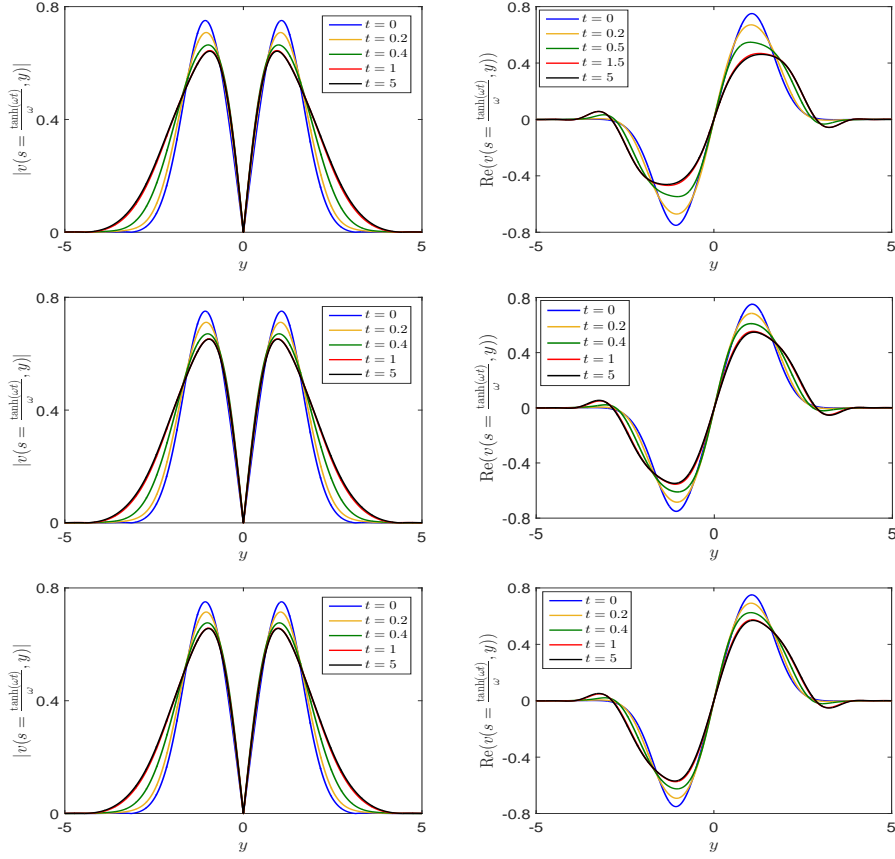 0.8
0.4
0
-5
0
5
y
|v(s = tanh(ωt)/ω, y)|
t = 0
t = 0.2
t = 0.4
t = 1
t = 5
0.8
0.4
0
-0.4
-0.8
-5
0
5
y
Re(v(s = tanh(ωt)/ω, y))
t = 0
t = 0.2
t = 0.5
t = 1.5
t = 5
0.8
0.4
0
-5
0
5
y
|v(s = tanh(ωt)/ω, y)|
t = 0
t = 0.2
t = 0.4
t = 1
t = 5
0.8
0.4
0
-0.4
-0.8
-5
0
5
y
Re(v(s = tanh(ωt)/ω, y))
t = 0
t = 0.2
t = 0.4
t = 1
t = 5
0.8
0.4
0
-5
0
5
y
|v(s = tanh(ωt)/ω, y)|
t = 0
t = 0.2
t = 0.4
t = 1
t = 5
0.8
0.4
0
-0.4
-0.8
-5
0
5
y
Re(v(s = tanh(ωt)/ω, y))
t = 0
t = 0.2
t = 0.4
t = 1
t = 5